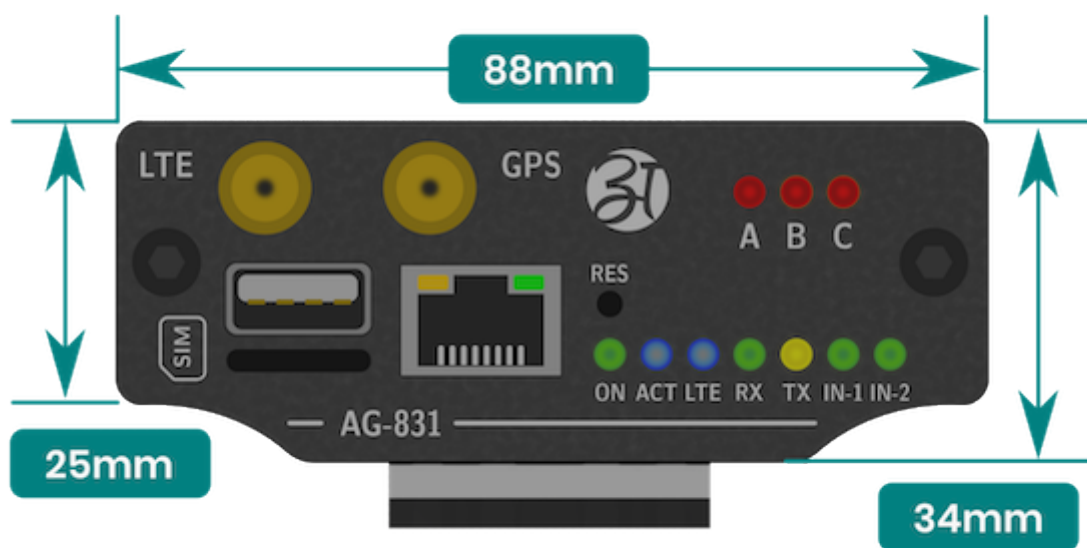 88mm
LTE
GPS
अ
A B C
RES
SIM
ON ACT LTE RX TX IN-1 IN-2
AG-831
25mm
34mm